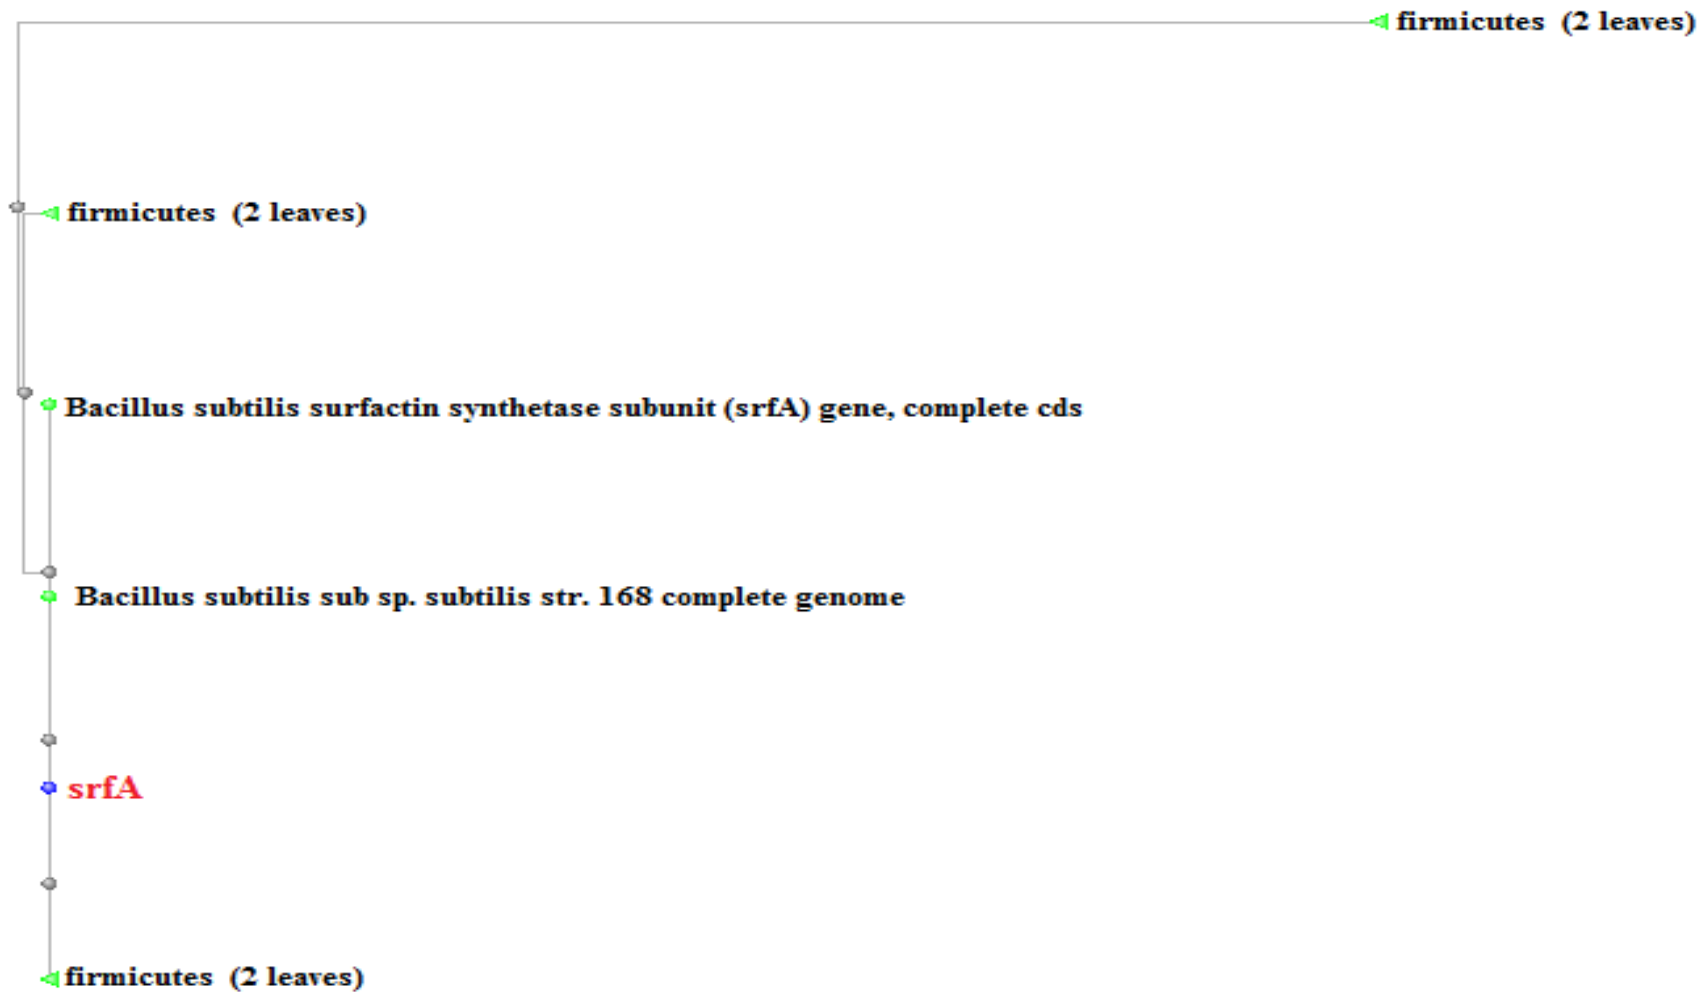 firmicutes (2 leaves)
firmicutes (2 leaves)
Bacillus subtilis surfactin synthetase subunit (srfA) gene, complete cds
Bacillus subtilis sub sp. subtilis str. 168 complete genome
srfA
firmicutes (2 leaves)